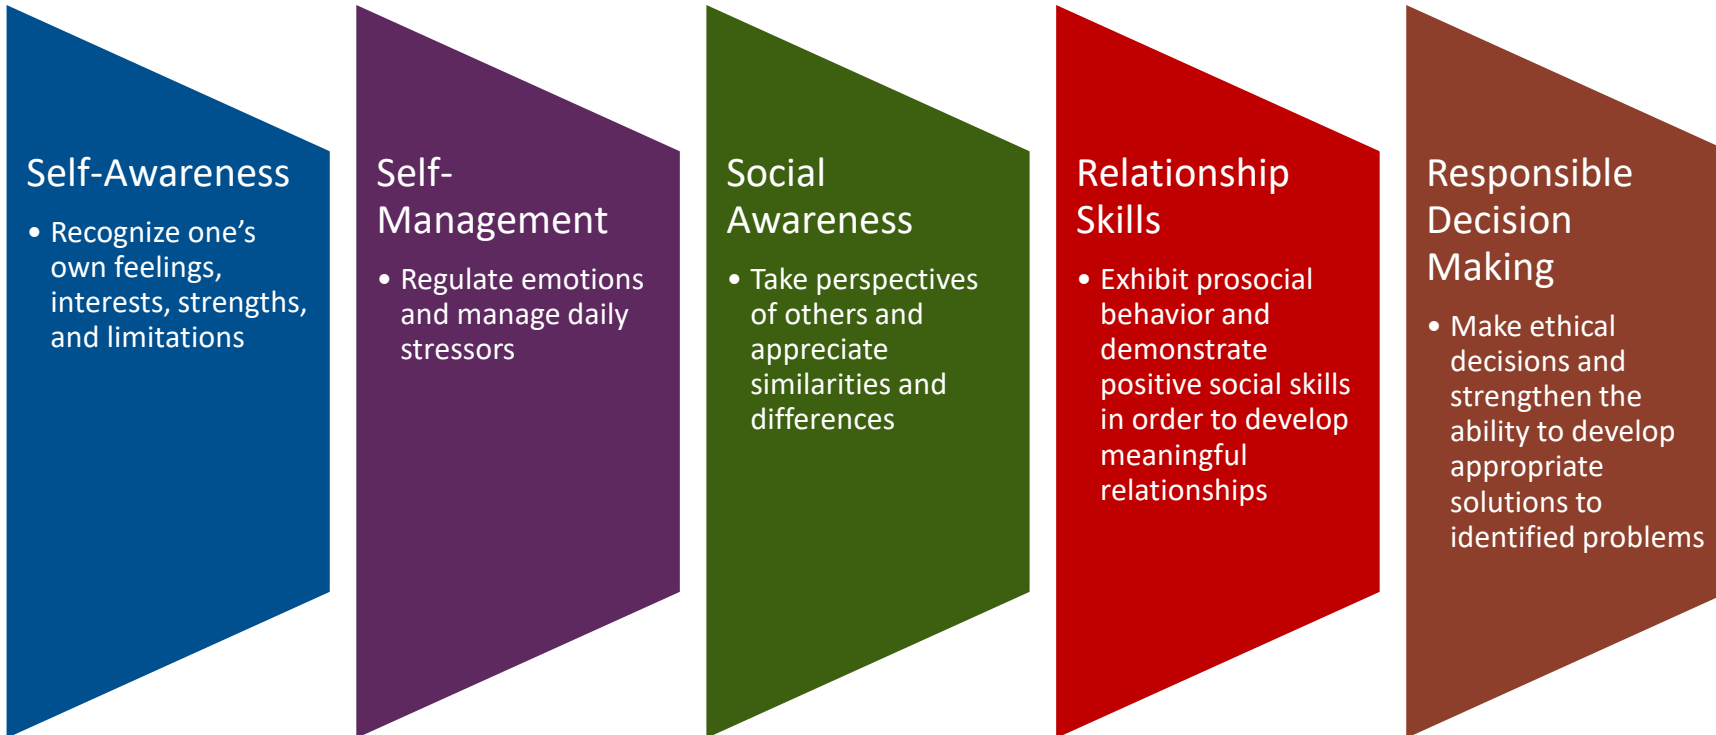 Self-Awareness
• Recognize one’s
own feelings,
interests, strengths,
and limitations
Self-
Management
• Regulate emotions
and manage daily
stressors
Social
Awareness
• Take perspectives
of others and
appreciate
similarities and
differences
Relationship
Skills
• Exhibit prosocial
behavior and
demonstrate
positive social skills
in order to develop
meaningful
relationships
Responsible
Decision
Making
• Make ethical
decisions and
strengthen the
ability to develop
appropriate
solutions to
identified problems